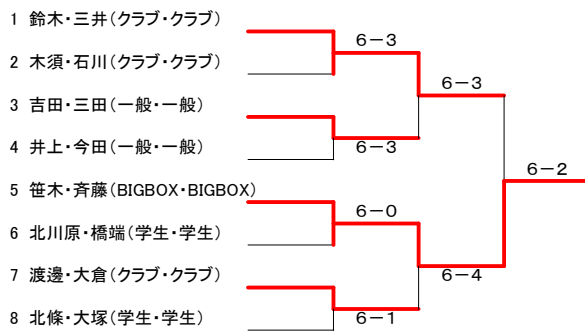 1 鈴木・三井(クラブ・クラブ)
6－3
2 木須・石川(クラブ・クラブ)
6－3
3 吉田・三田(一般・一般)
4 井上・今田(一般・一般)
6－3
6－2
5 笹木・斉藤(BIGBOX・BIGBOX)
6－0
6 北川原・橋端(学生・学生)
7 渡邊・大倉(クラブ・クラブ)
6－4
8 北條・大塚(学生・学生)
6－1